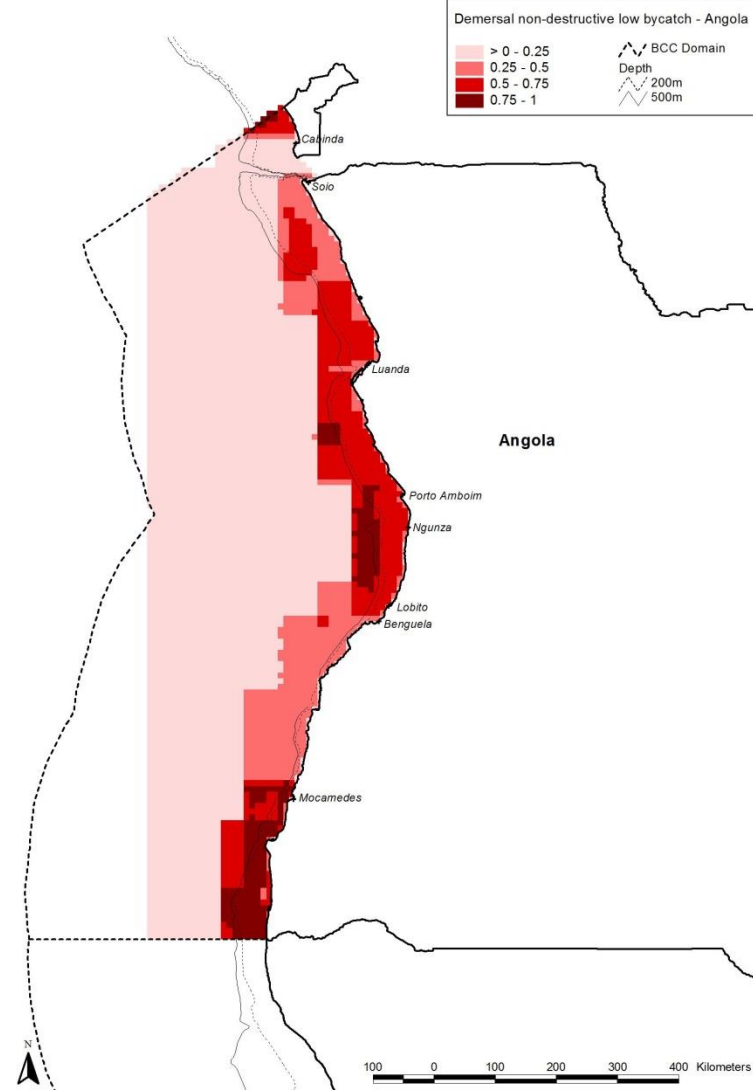 Demersal non-destructive low bycatch - Angola
> 0 - 0.25
0.25 - 0.5
0.5 - 0.75
0.75 - 1
BCC Domain
Depth
200m
500m
Cabinda
Soio
Luanda
Angola
Porto Amboim
Ngunza
Lobito
Benguela
Mocamedes
N
100 0 100 200 300 400 Kilometers